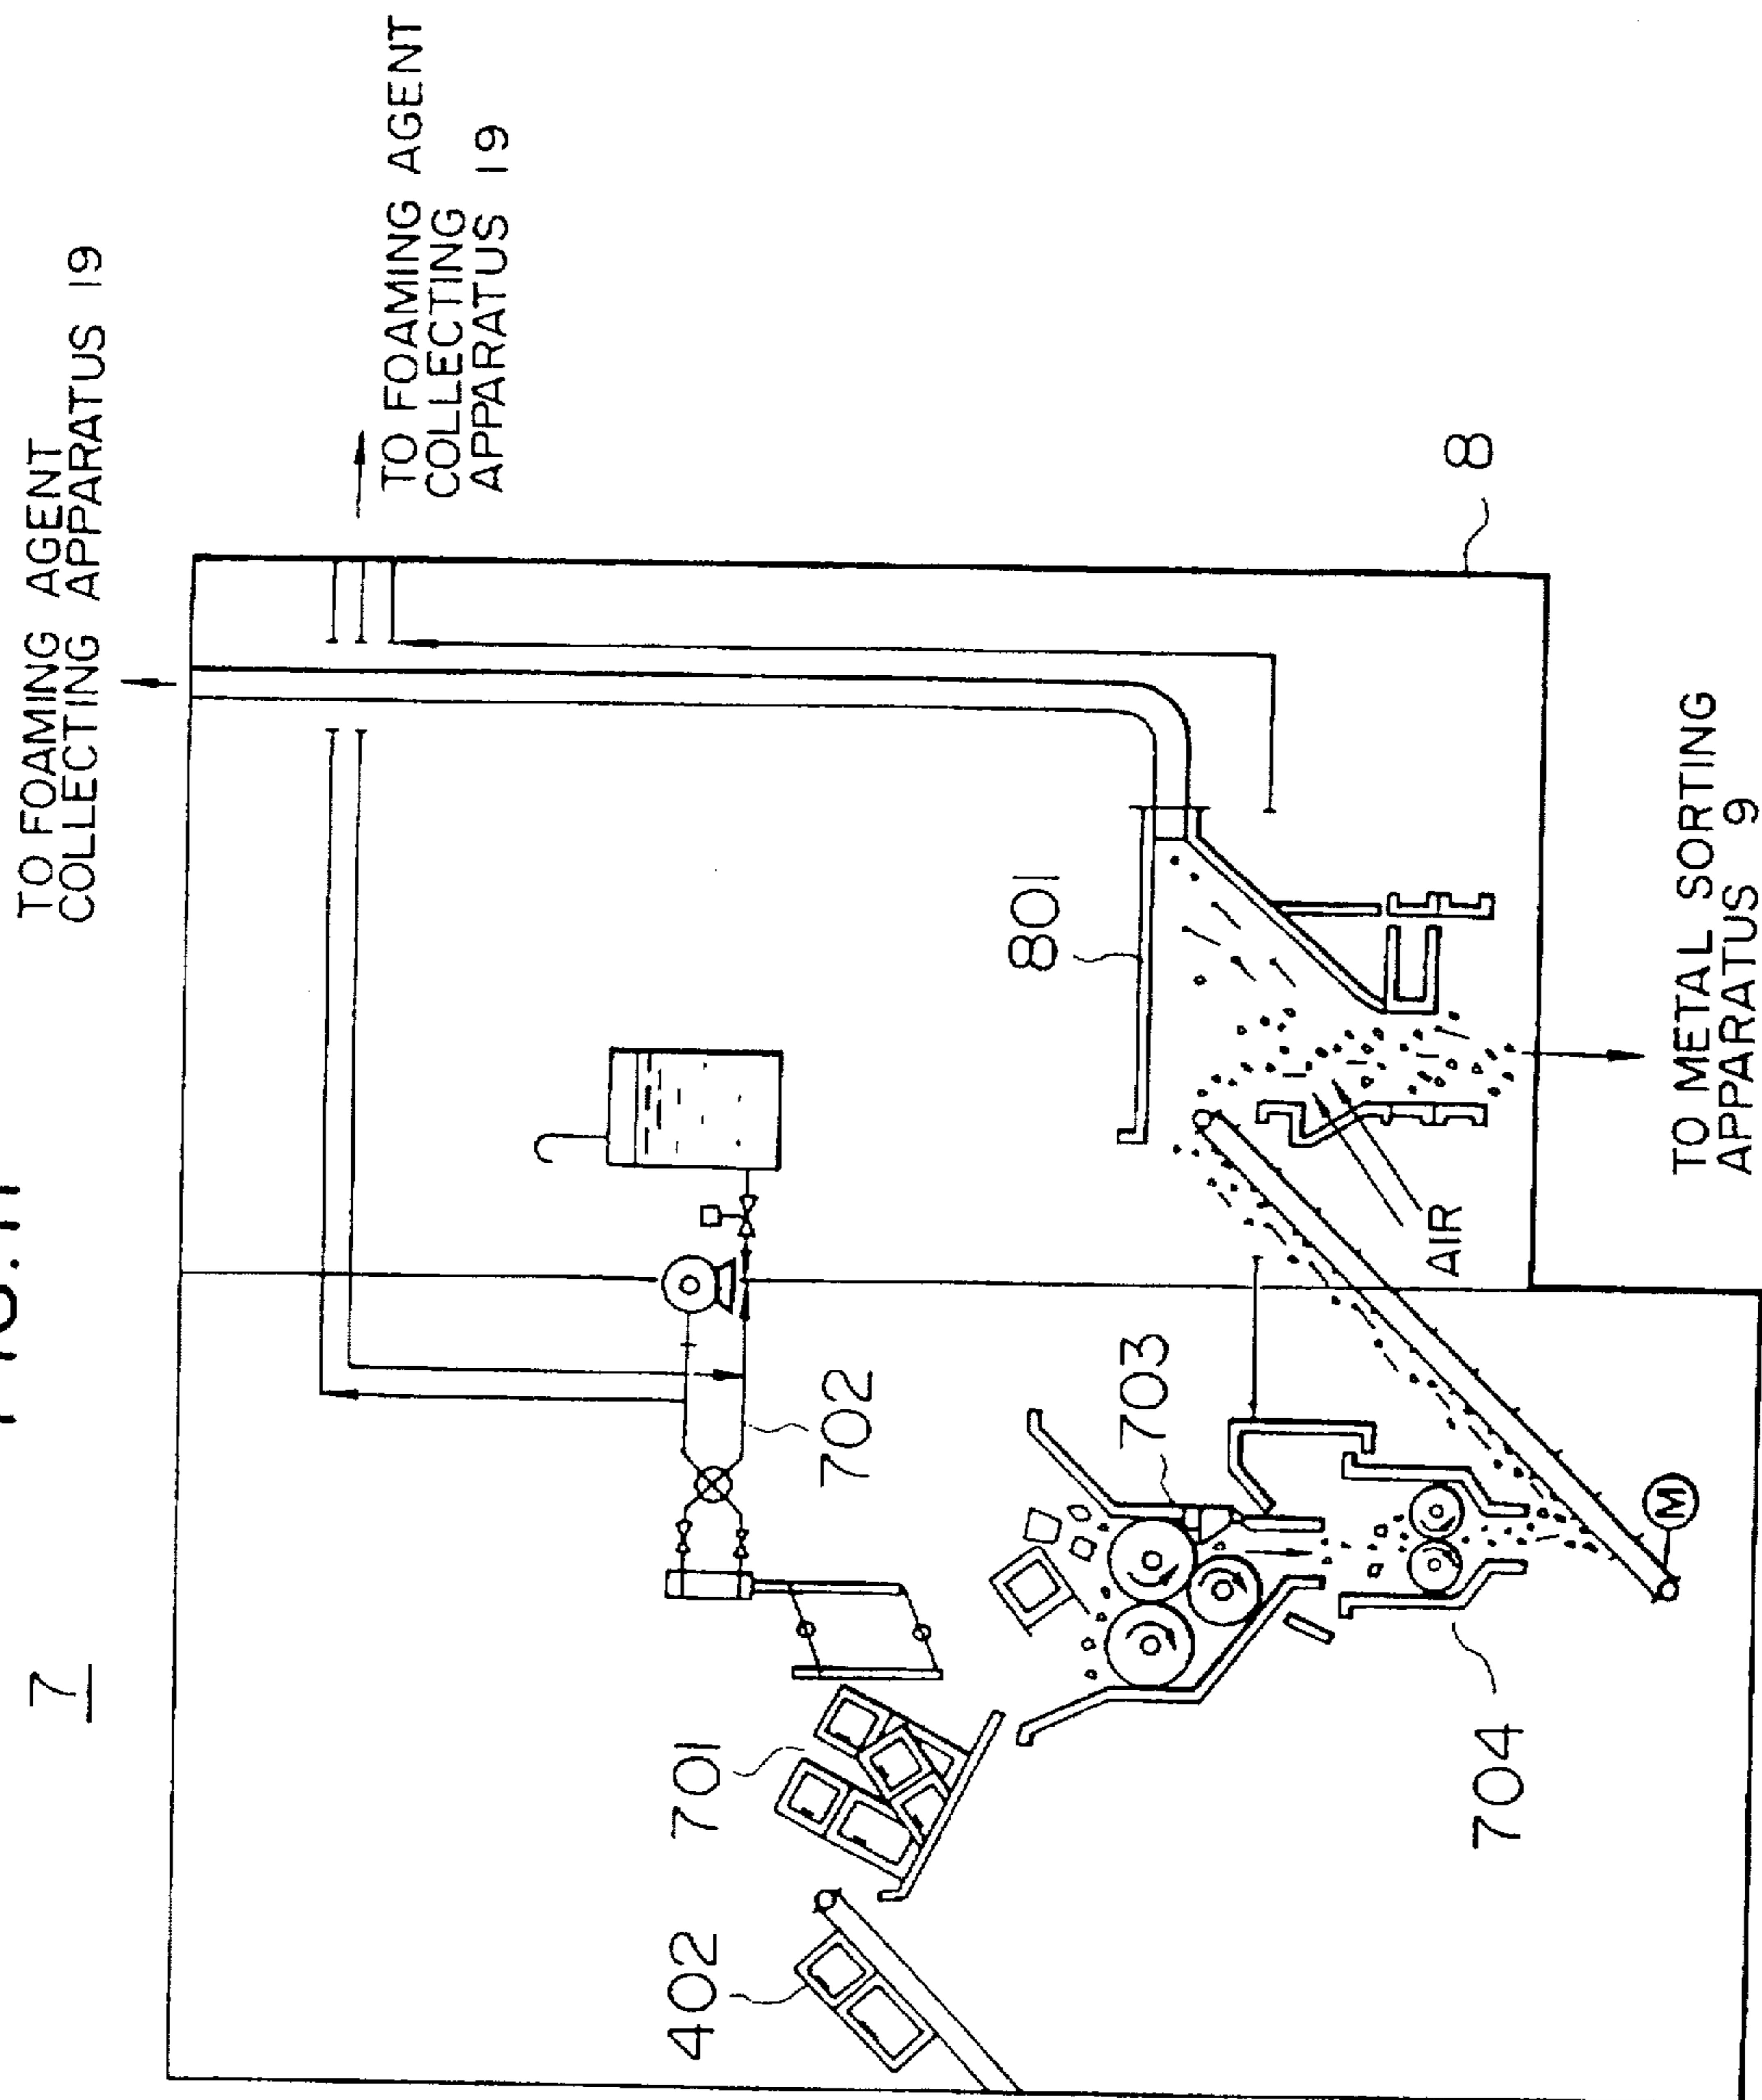 7
TO FOAMING AGENT
COLLECTING APPARATUS 19
TO FOAMING AGENT
COLLECTING
APPARATUS 19
402
701
702
801
703
AIR
8
704
M
TO METAL SORTING
APPARATUS 9